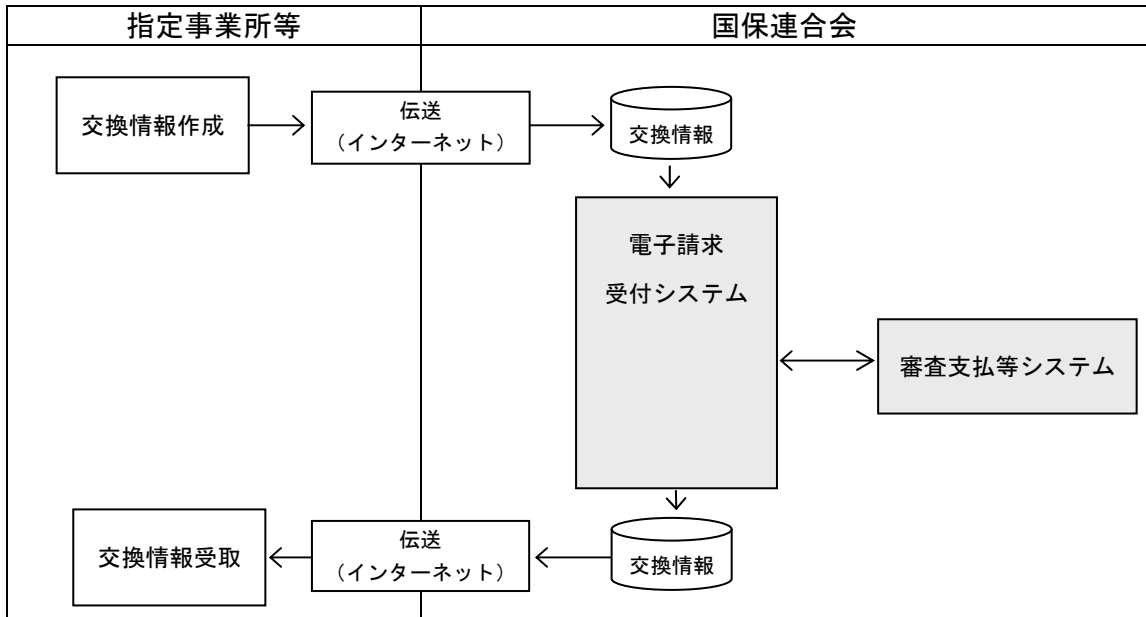 指定事業所等
国保連合会
交換情報作成
伝送
（インターネット）
交換情報
電子請求
受付システム
審査支払等システム
交換情報受取
伝送
（インターネット）
交換情報